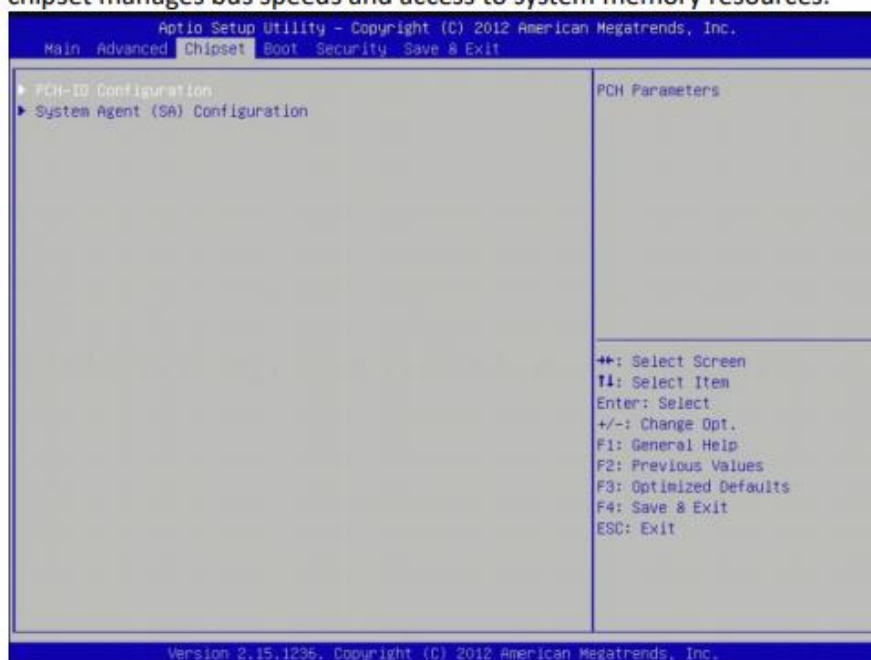 chipset manages bus speeds and access to system memory resources.
Aptio Setup Utility – Copyright (C) 2012 American Megatrends, Inc.
Main Advanced Chipset Boot Security Save & Exit
PCH-IO Configuration
System Agent (SA) Configuration
PCH Parameters
→←: Select Screen
↑↓: Select Item
Enter: Select
+/-: Change Opt.
F1: General Help
F2: Previous Values
F3: Optimized Defaults
F4: Save & Exit
ESC: Exit
Version 2.15.1236. Copyright (C) 2012 American Megatrends, Inc.